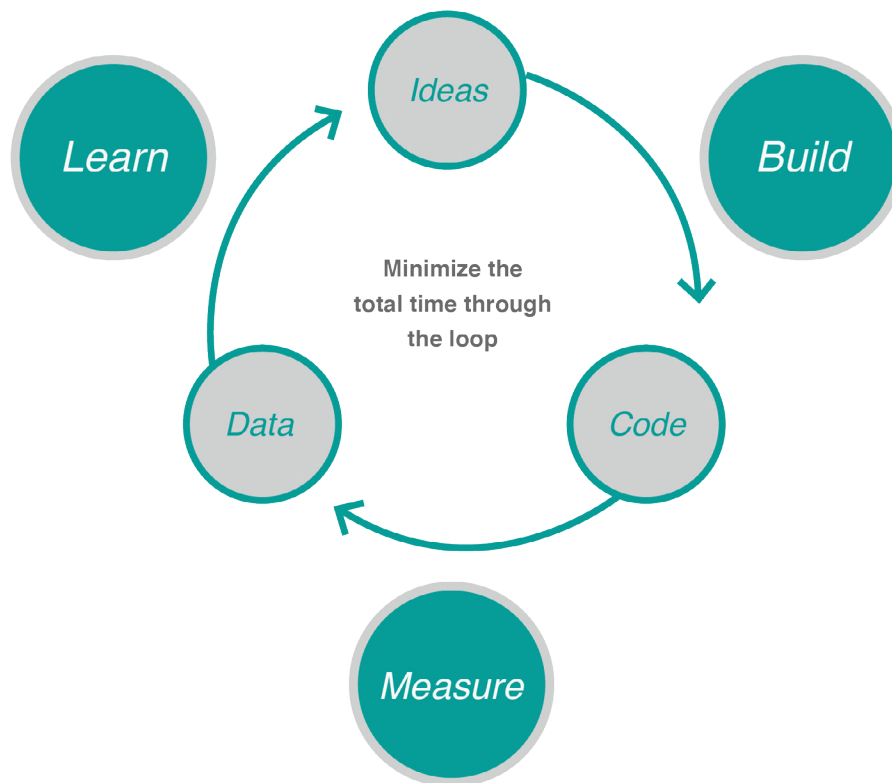 Ideas
Learn
Build
Minimize the
total time through
the loop
Data
Code
Measure